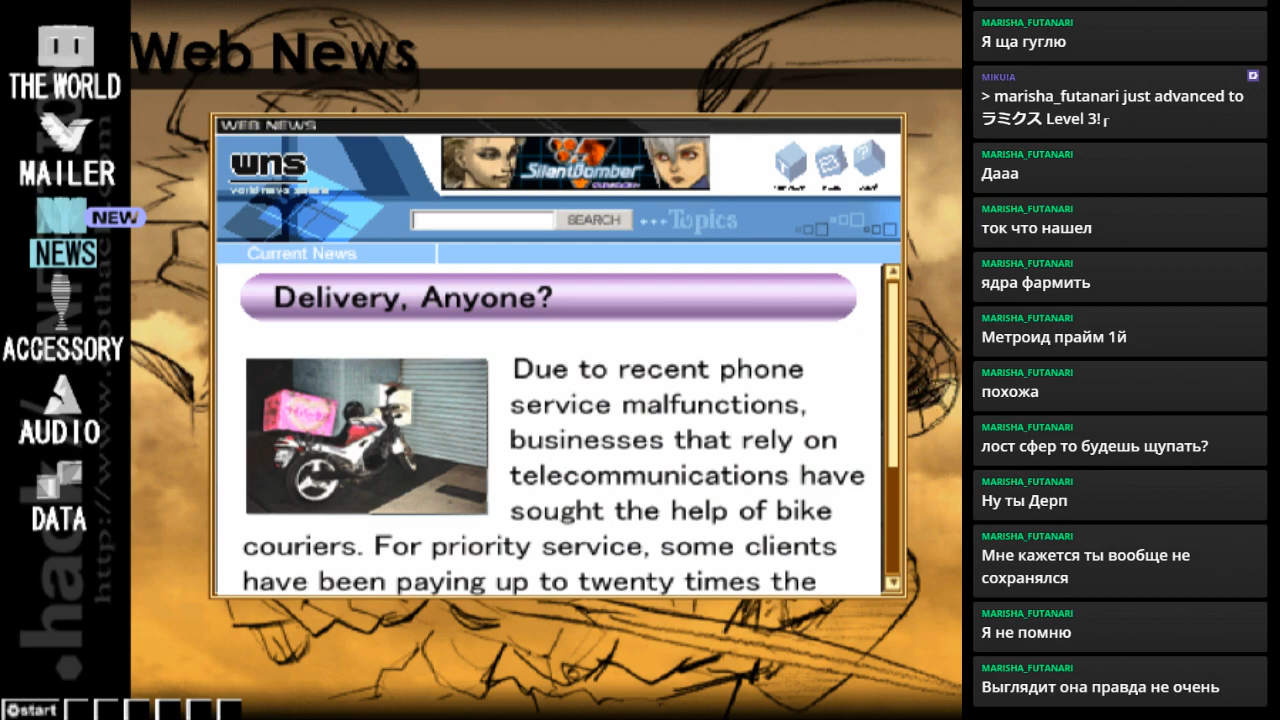 Web News
THE WORLD
MAILER
NEW
NEWS
ACCESSORY
AUDIO
DATA
start
WEB NEWS
wns
SilentBomber
SEARCH
Topics
Current News
Delivery, Anyone?
Due to recent phone
service malfunctions,
businesses that rely on
telecommunications have
sought the help of bike
couriers. For priority service, some clients
have been paying up to twenty times the
.hack
MARISHA_FUTANARI
Я ща гуглю
MIKUIA
> marisha_futanari just advanced to
ラミクス Level 3!┌
MARISHA_FUTANARI
Дааа
MARISHA_FUTANARI
ток что нашел
MARISHA_FUTANARI
ядра фармить
MARISHA_FUTANARI
Метроид прайм 1й
MARISHA_FUTANARI
похожа
MARISHA_FUTANARI
лост сфер то будешь щупать?
MARISHA_FUTANARI
Ну ты Дерп
MARISHA_FUTANARI
Мне кажется ты вообще не
сохранялся
MARISHA_FUTANARI
Я не помню
MARISHA_FUTANARI
Выглядит она правда не очень